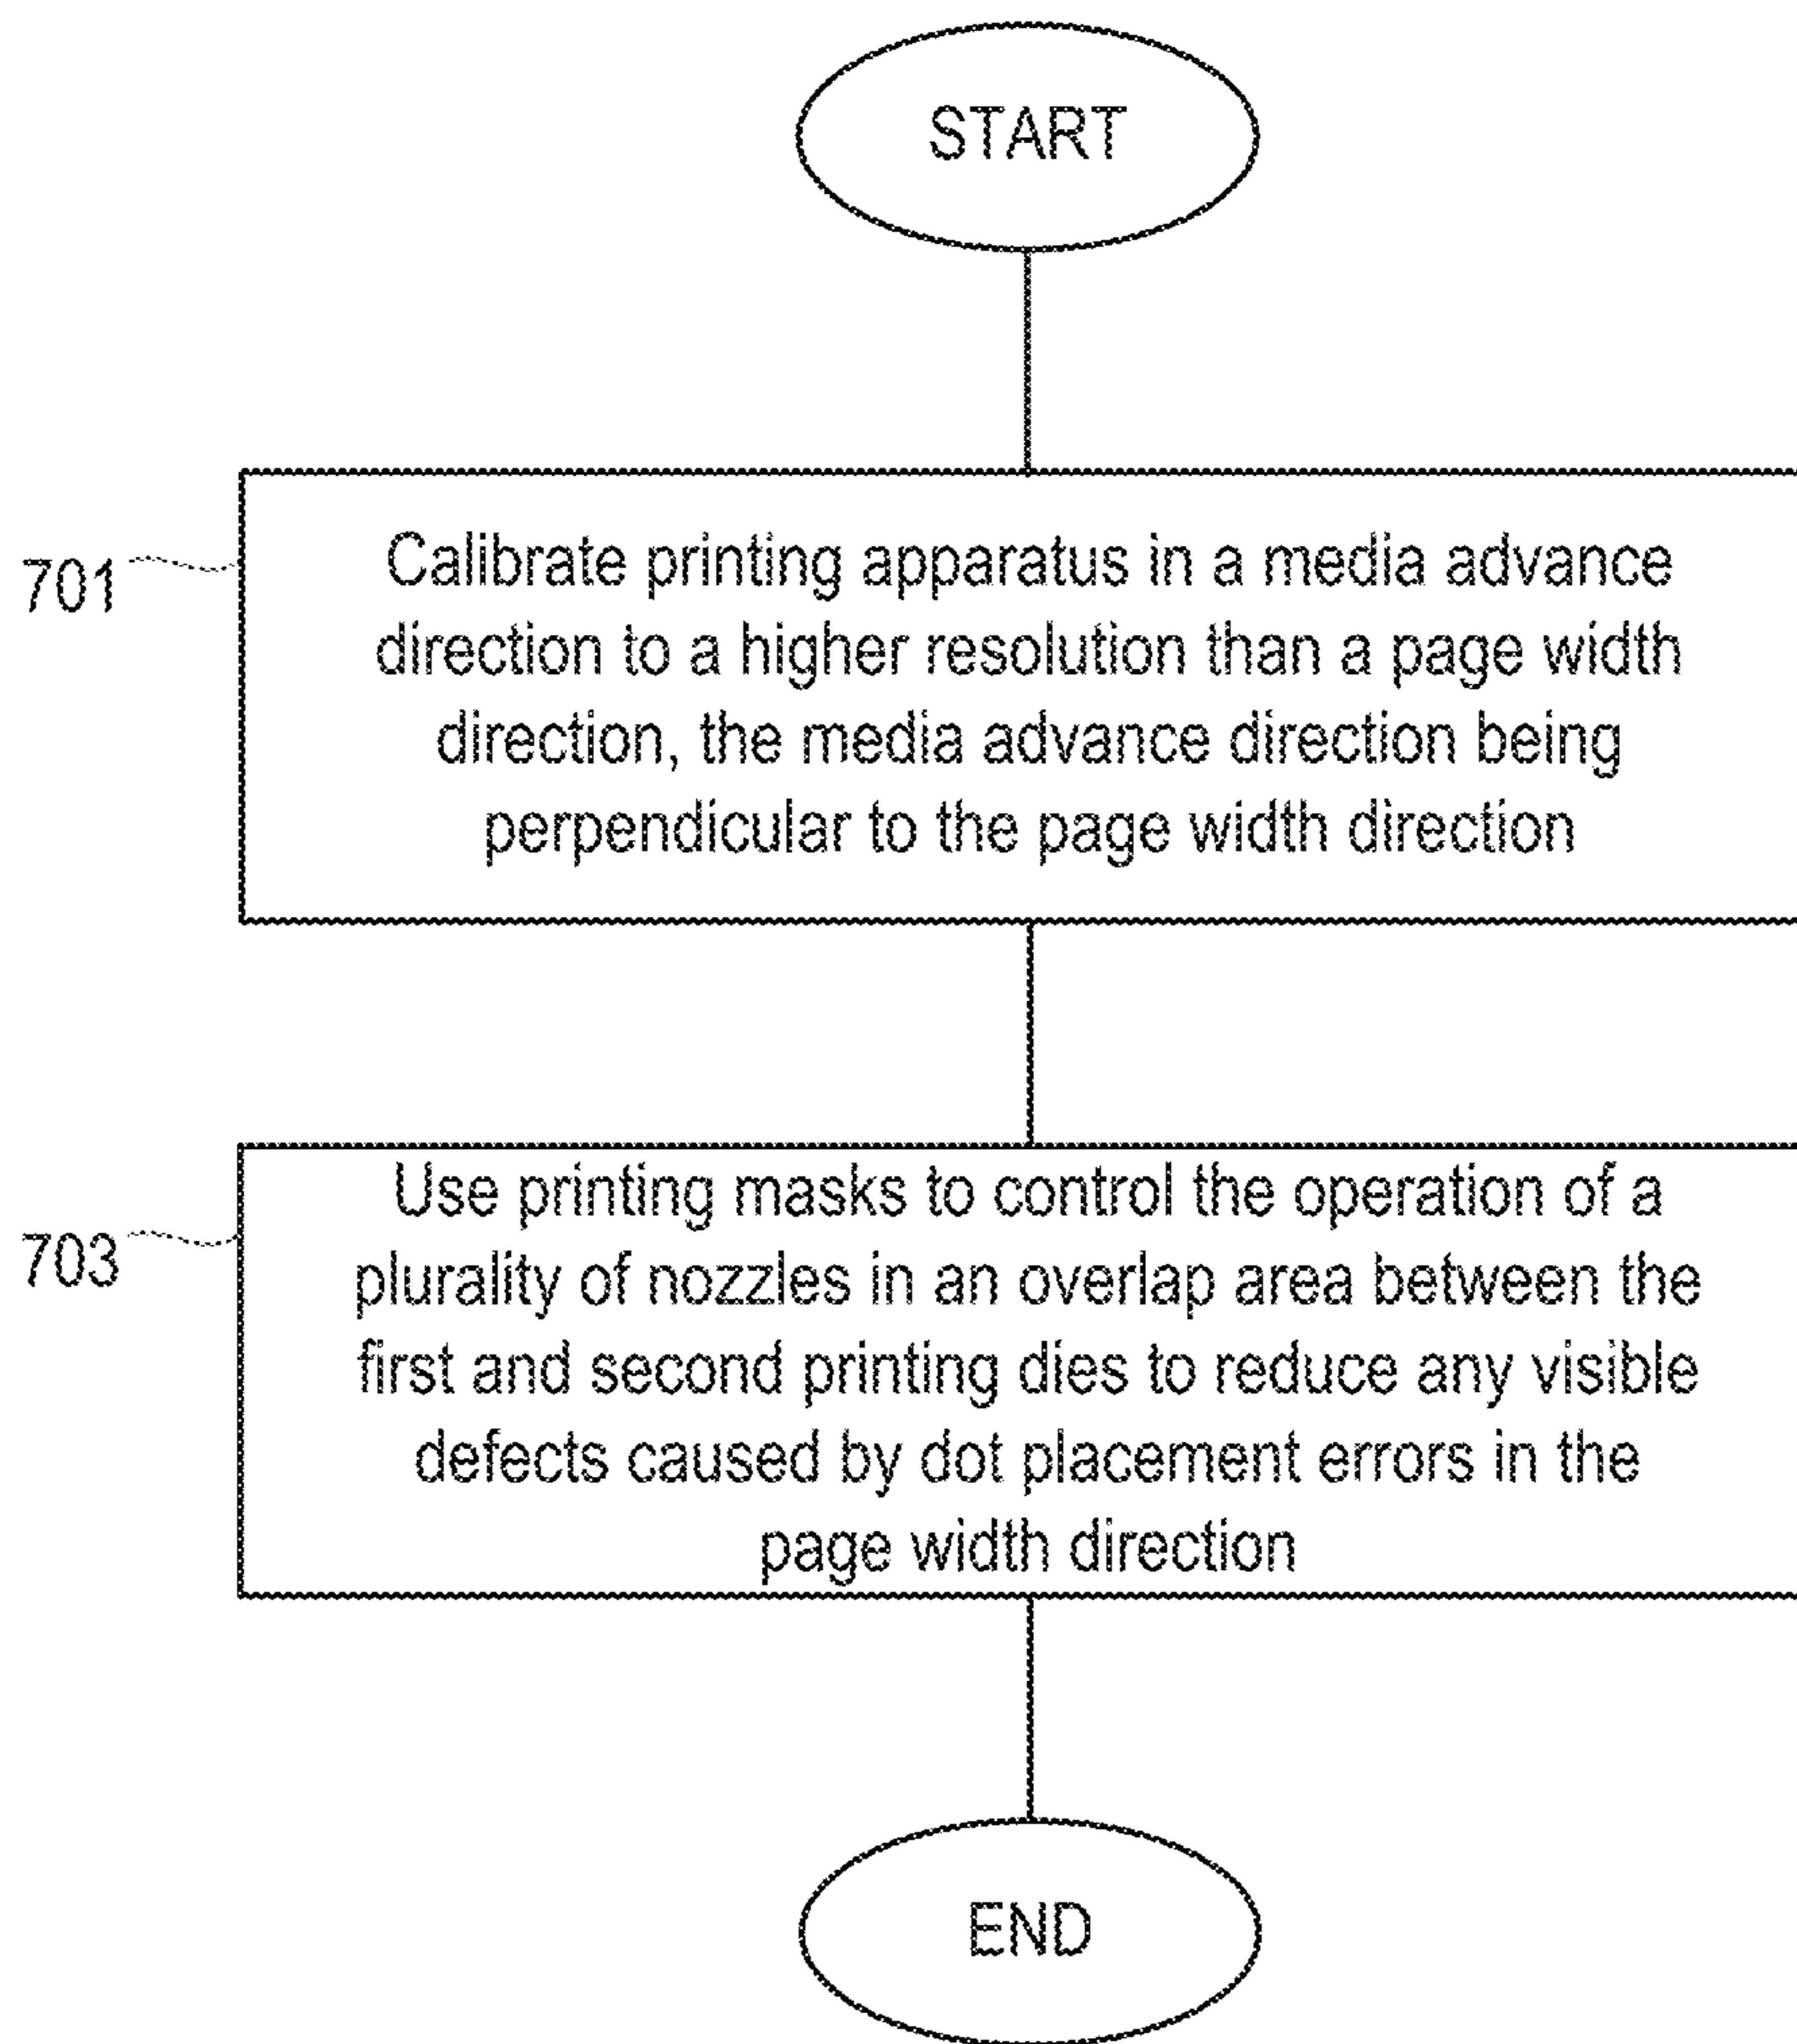 START
701
Calibrate printing apparatus in a media advance
direction to a higher resolution than a page width
direction, the media advance direction being
perpendicular to the page width direction
703
Use printing masks to control the operation of a
plurality of nozzles in an overlap area between the
first and second printing dies to reduce any visible
defects caused by dot placement errors in the
page width direction
END